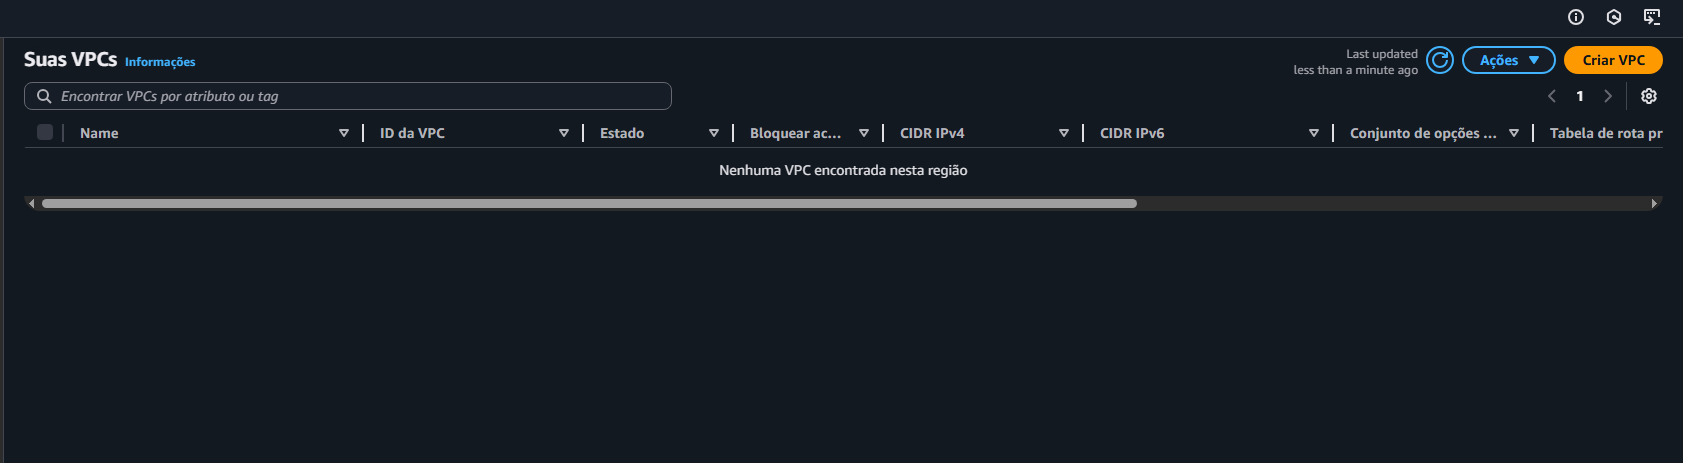 Suas VPCs Informações
Last updated
less than a minute ago
Ações
Criar VPC
Encontrar VPCs por atributo ou tag
1
Name ID da VPC Estado Bloquear ac... CIDR IPv4 CIDR IPv6 Conjunto de opções ... Tabela de rota pr
Nenhuma VPC encontrada nesta região